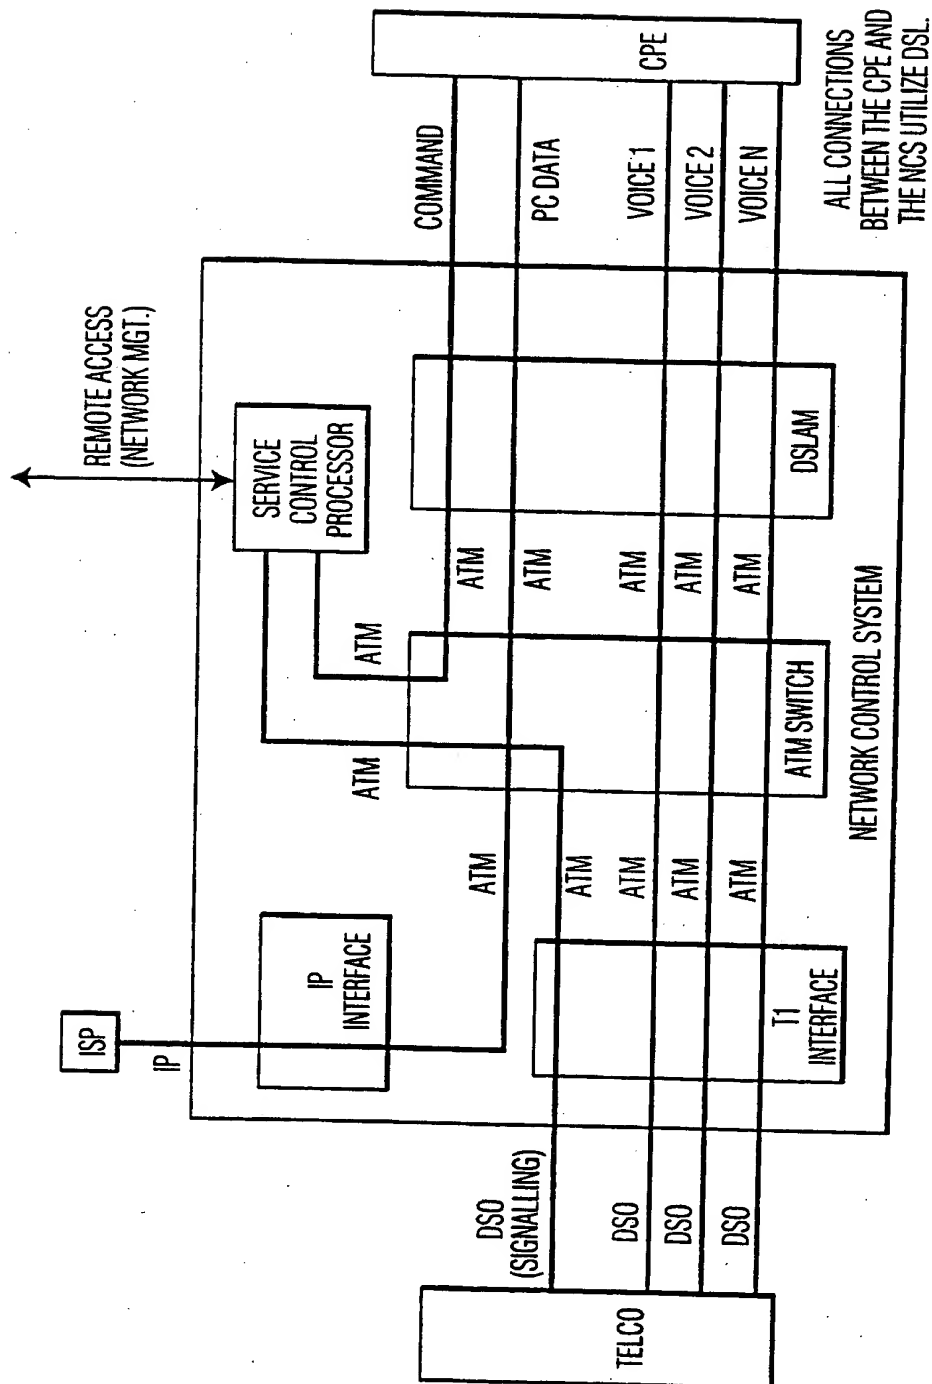 REMOTE ACCESS
(NETWORK MGT.)
ISP
IP
IP
INTERFACE
SERVICE
CONTROL
PROCESSOR
ATM
ATM
COMMAND
CPE
DSO
(SIGNALLING)
ATM
ATM
PC DATA
ATM
ATM
TELCO
DSO
ATM
ATM
VOICE 1
DSO
ATM
ATM
VOICE 2
DSO
ATM
ATM
VOICE N
T1
INTERFACE
ATM SWITCH
DSLAM
NETWORK CONTROL SYSTEM
ALL CONNECTIONS
BETWEEN THE CPE AND
THE NCS UTILIZE DSL.